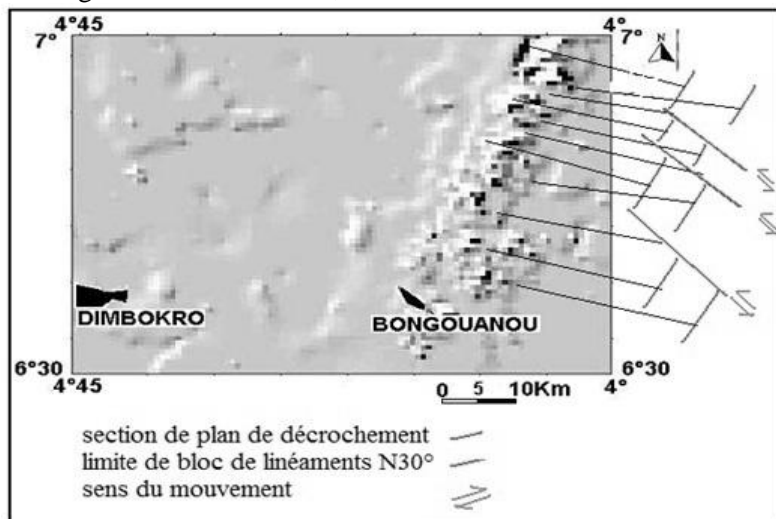 4°45 4°
7° 7°
N
DIMBOKRO
BONGOUANOU
6°30 6°30
4°45 4°
0 5 10Km
section de plan de décrochement
limite de bloc de linéaments N30°
sens du mouvement